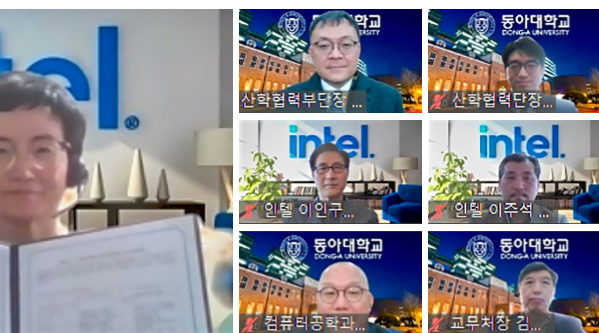 intel
®
동아대학교
DONG-A UNIVERSITY
산학협력부단장 ...
동아대학교
DONG-A UNIVERSITY
산학협력단장...
intel.
인텔 이인구...
intel.
인텔 이주석 ...
동아대학교
DONG-A UNIVERSITY
컴퓨터공학과...
동아대학교
DONG-A UNIVERSITY
교무처장 김...